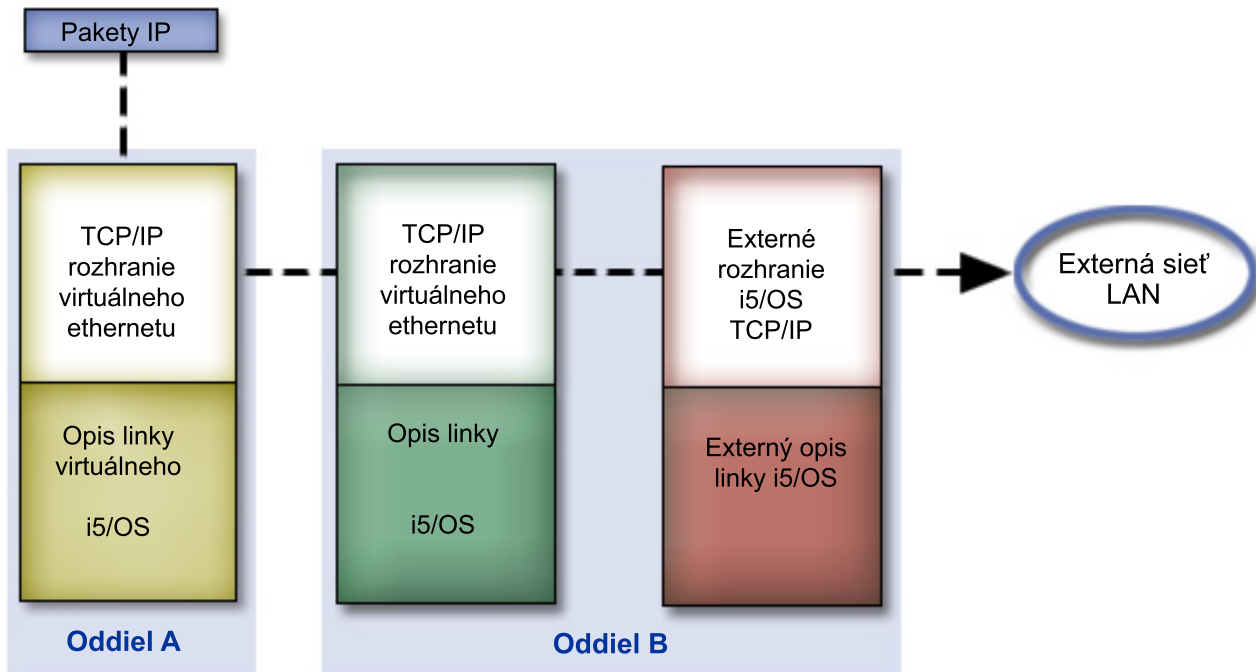 Pakety IP
TCP/IP
rozhranie
virtuálneho
ethernetu
Opis linky
virtuálneho
i5/OS
Oddiel A
TCP/IP
rozhranie
virtuálneho
ethernetu
Opis linky
i5/OS
Externé
rozhranie
i5/OS
TCP/IP
Externý opis
linky i5/OS
Oddiel B
Externá sieť
LAN